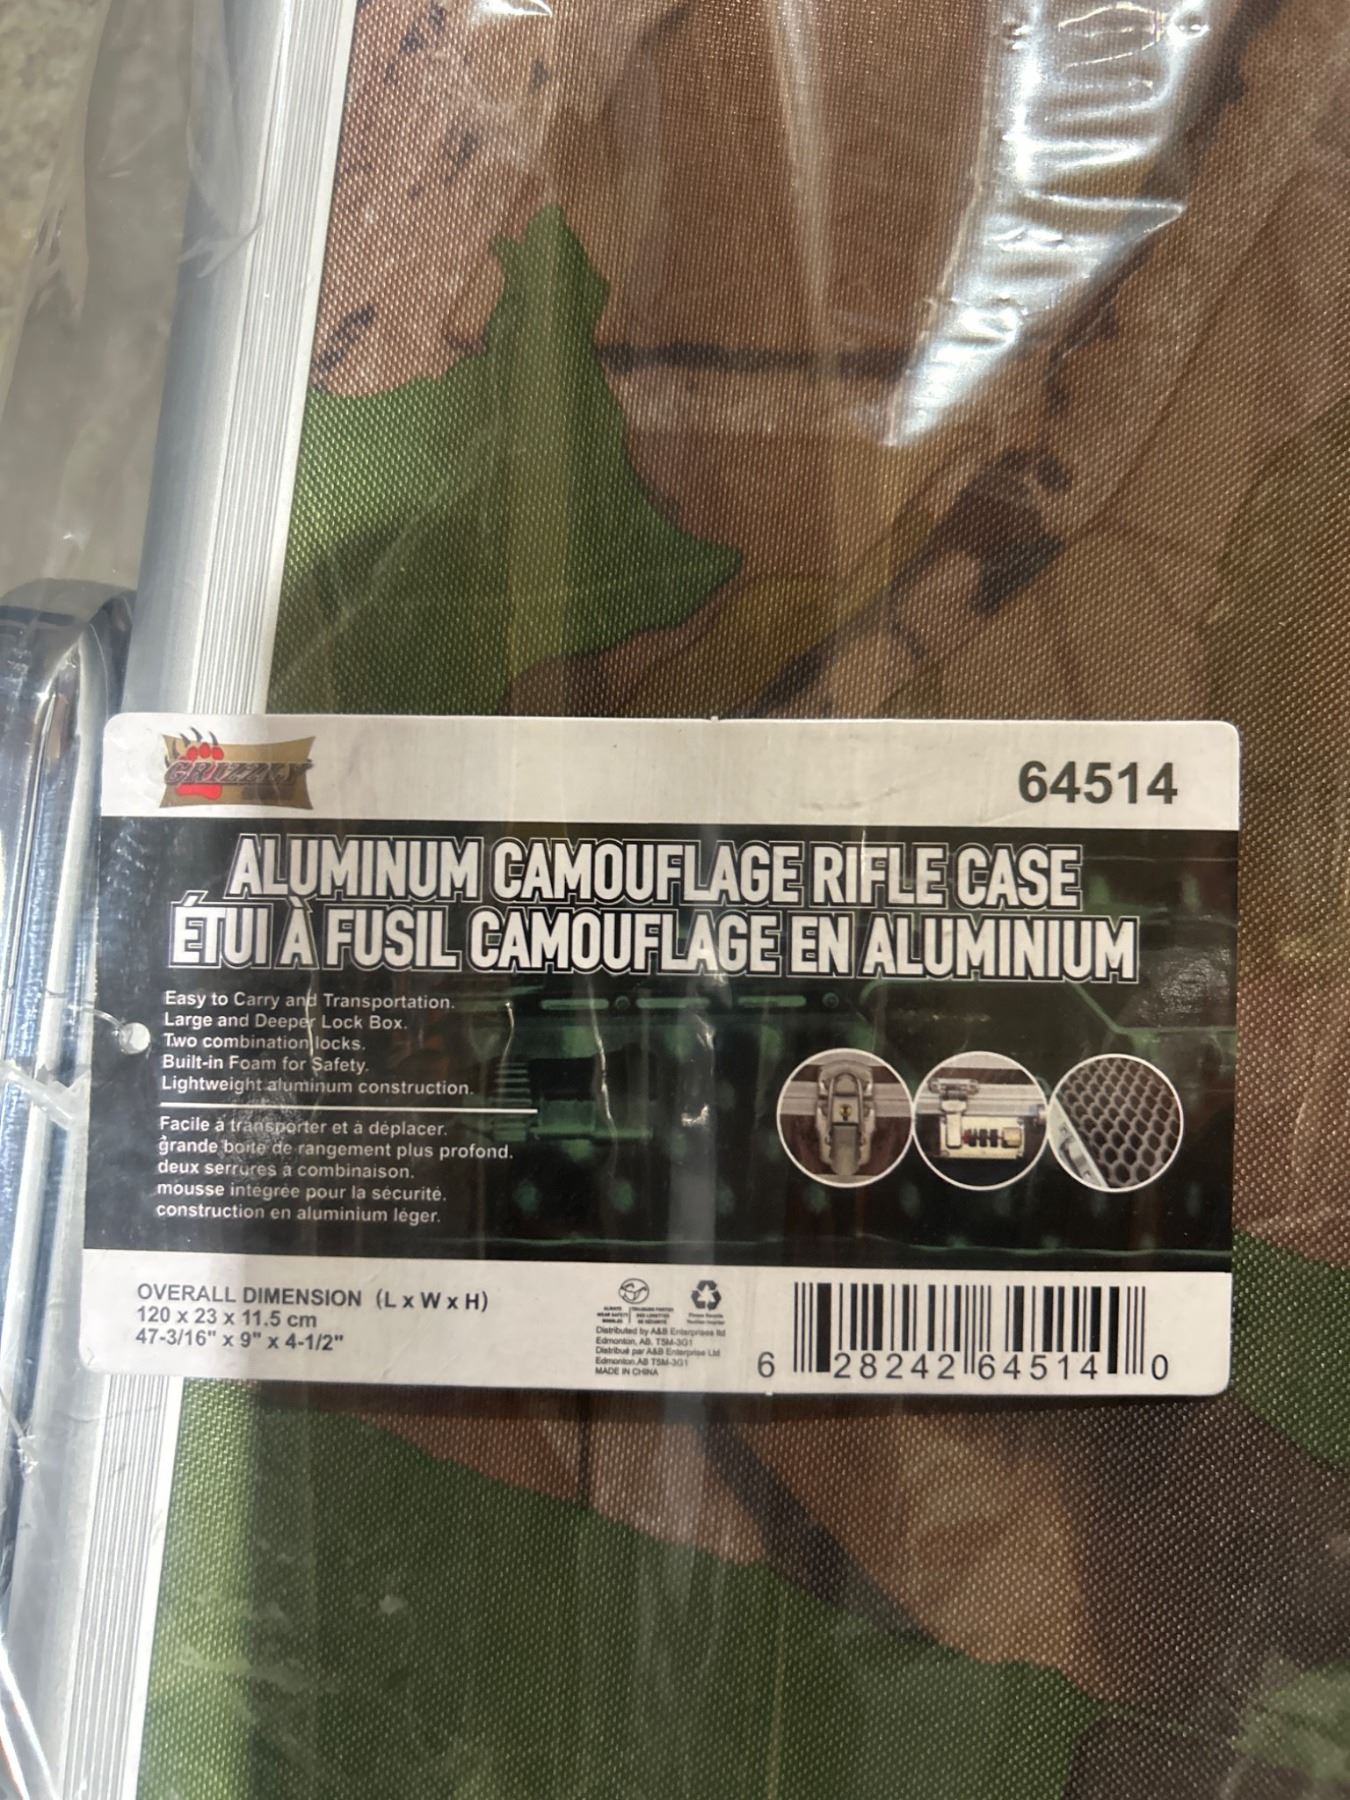 GRIZZLY
64514
ALUMINUM CAMOUFLAGE RIFLE CASE
ÉTUI À FUSIL CAMOUFLAGE EN ALUMINIUM
Easy to Carry and Transportation.
Large and Deeper Lock Box.
Two combination locks.
Built-in Foam for Safety.
Lightweight aluminum construction.
Facile à transporter et à déplacer.
grande boîte de rangement plus profond.
deux serrures à combinaison.
mousse intégrée pour la sécurité.
construction en aluminium léger.
OVERALL DIMENSION (L x W x H)
120 x 23 x 11.5 cm
47-3/16" x 9" x 4-1/2"
Distributed by A&B Enterprises ltd
Edmonton, AB. T5M-3G1
Distribué par A&B Enterprise Ltd
Edmonton.AB T5M-3G1
MADE IN CHINA
6 28242 64514 0